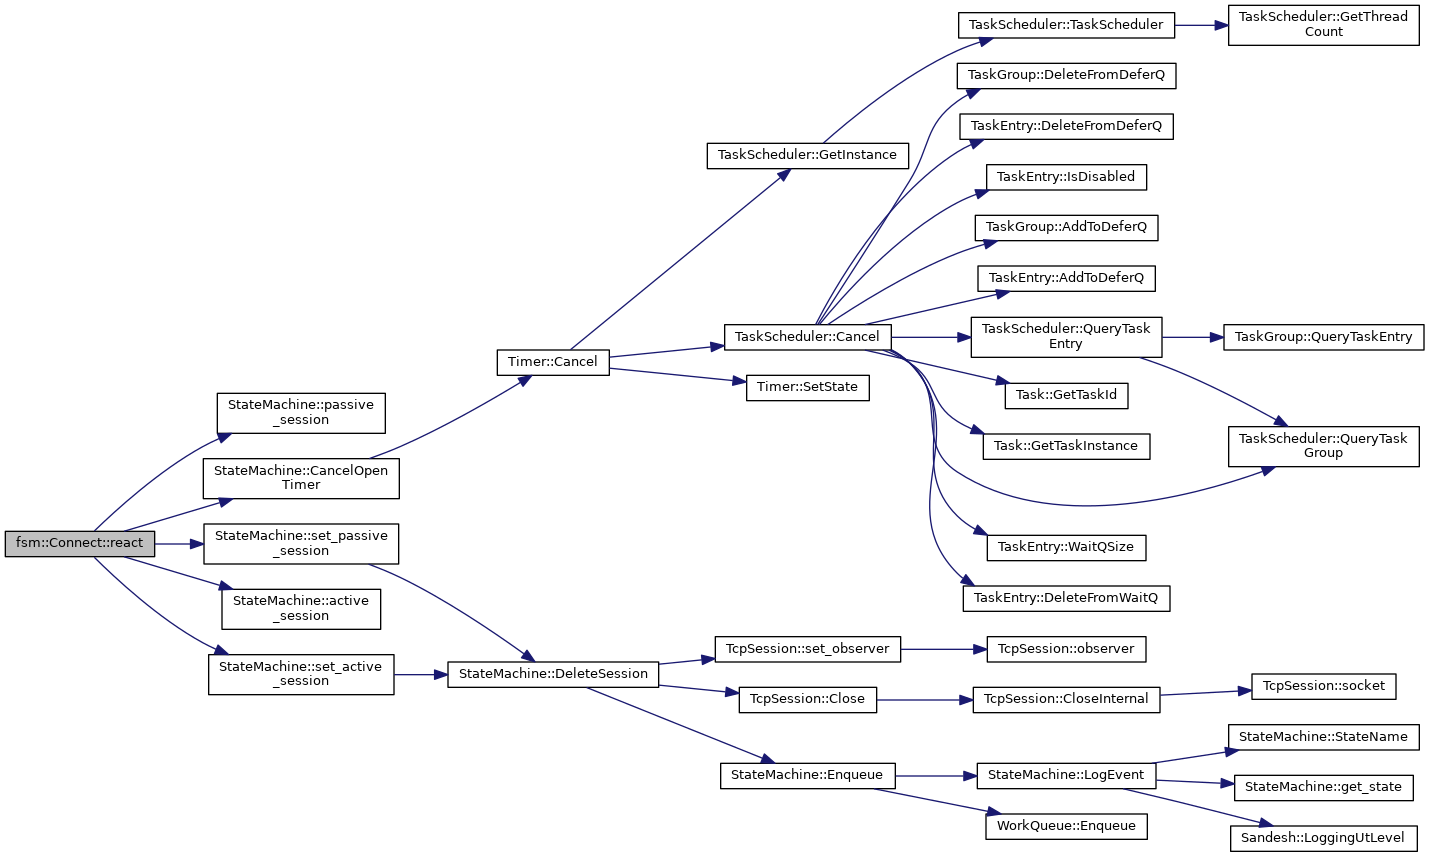 TaskScheduler::TaskScheduler
TaskScheduler::GetThread
Count
TaskGroup::DeleteFromDeferQ
TaskEntry::DeleteFromDeferQ
TaskScheduler::GetInstance
TaskEntry::IsDisabled
TaskGroup::AddToDeferQ
TaskEntry::AddToDeferQ
TaskScheduler::Cancel
TaskScheduler::QueryTask
Entry
TaskGroup::QueryTaskEntry
Timer::Cancel
Timer::SetState
Task::GetTaskId
StateMachine::passive
_session
Task::GetTaskInstance
TaskScheduler::QueryTask
Group
StateMachine::CancelOpen
Timer
fsm::Connect::react
StateMachine::set_passive
_session
TaskEntry::WaitQSize
TaskEntry::DeleteFromWaitQ
StateMachine::active
_session
TcpSession::set_observer
TcpSession::observer
StateMachine::set_active
_session
StateMachine::DeleteSession
TcpSession::Close
TcpSession::CloseInternal
TcpSession::socket
StateMachine::StateName
StateMachine::Enqueue
StateMachine::LogEvent
StateMachine::get_state
WorkQueue::Enqueue
Sandesh::LoggingUtLevel